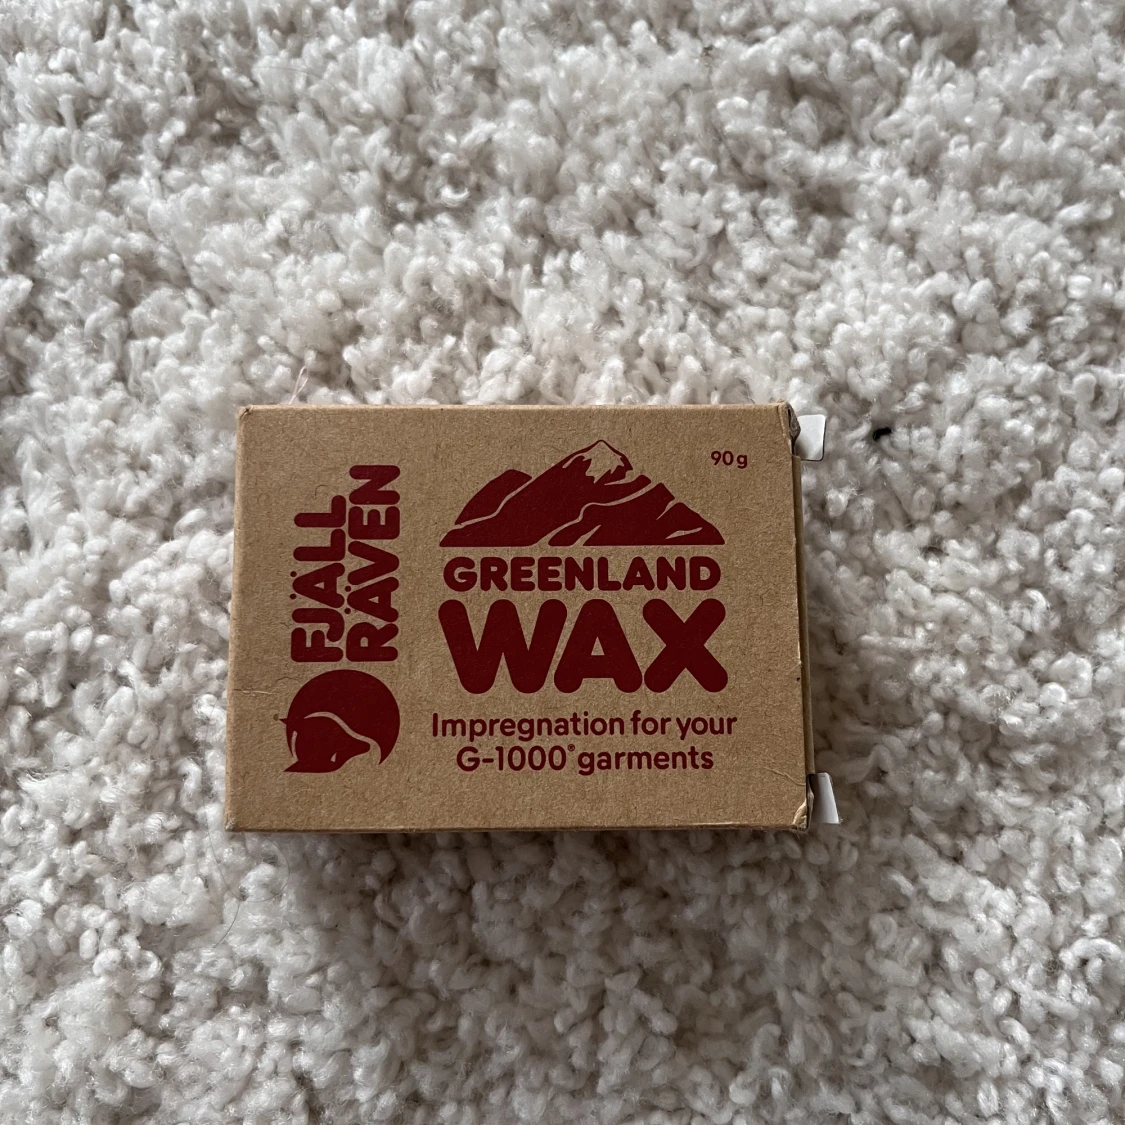 FJÄLL
RÄVEN
90g
GREENLAND
WAX
Impregnation for your
G-1000® garments